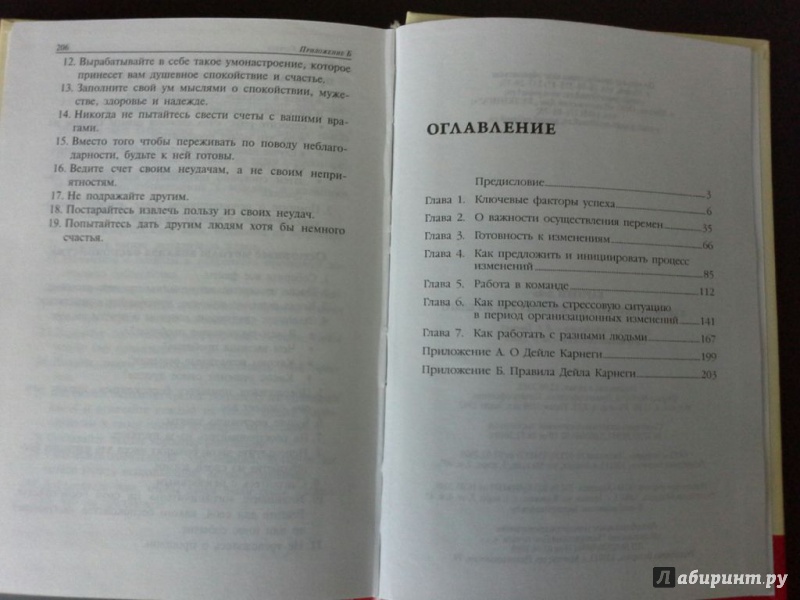 206
Приложение Б
12. Вырабатывайте в себе такое умонастроение, которое
принесет вам душевное спокойствие и счастье.
13. Заполните свой ум мыслями о спокойствии, муже-
стве, здоровье и надежде.
14. Никогда не пытайтесь свести счеты с вашими вра-
гами.
15. Вместо того чтобы переживать по поводу неблаго-
дарности, будьте к ней готовы.
16. Ведите счет своим неудачам, а не своим непри-
ятностям.
17. Не подражайте другим.
18. Постарайтесь извлечь пользу из своих неудач.
19. Попытайтесь дать другим людям хотя бы немного
счастья.
ОГЛАВЛЕНИЕ
Предисловие 3
Глава 1. Ключевые факторы успеха 6
Глава 2. О важности осуществления перемен 35
Глава 3. Готовность к изменениям 66
Глава 4. Как предложить и инициировать процесс
изменений 85
Глава 5. Работа в команде 112
Глава 6. Как преодолеть стрессовую ситуацию
в период организационных изменений 141
Глава 7. Как работать с разными людьми 167
Приложение А. О Дейле Карнеги 199
Приложение Б. Правила Дейла Карнеги 203
Лабиринт.ру